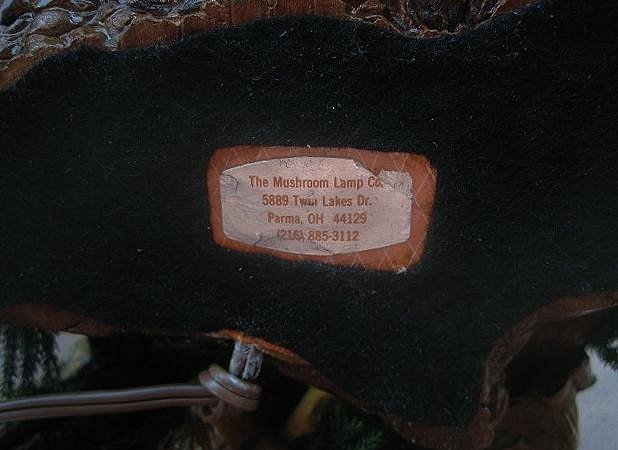 The Mushroom Lamp Co.
5889 Twin Lakes Dr.
Parma, OH 44129
(216) 885-3112